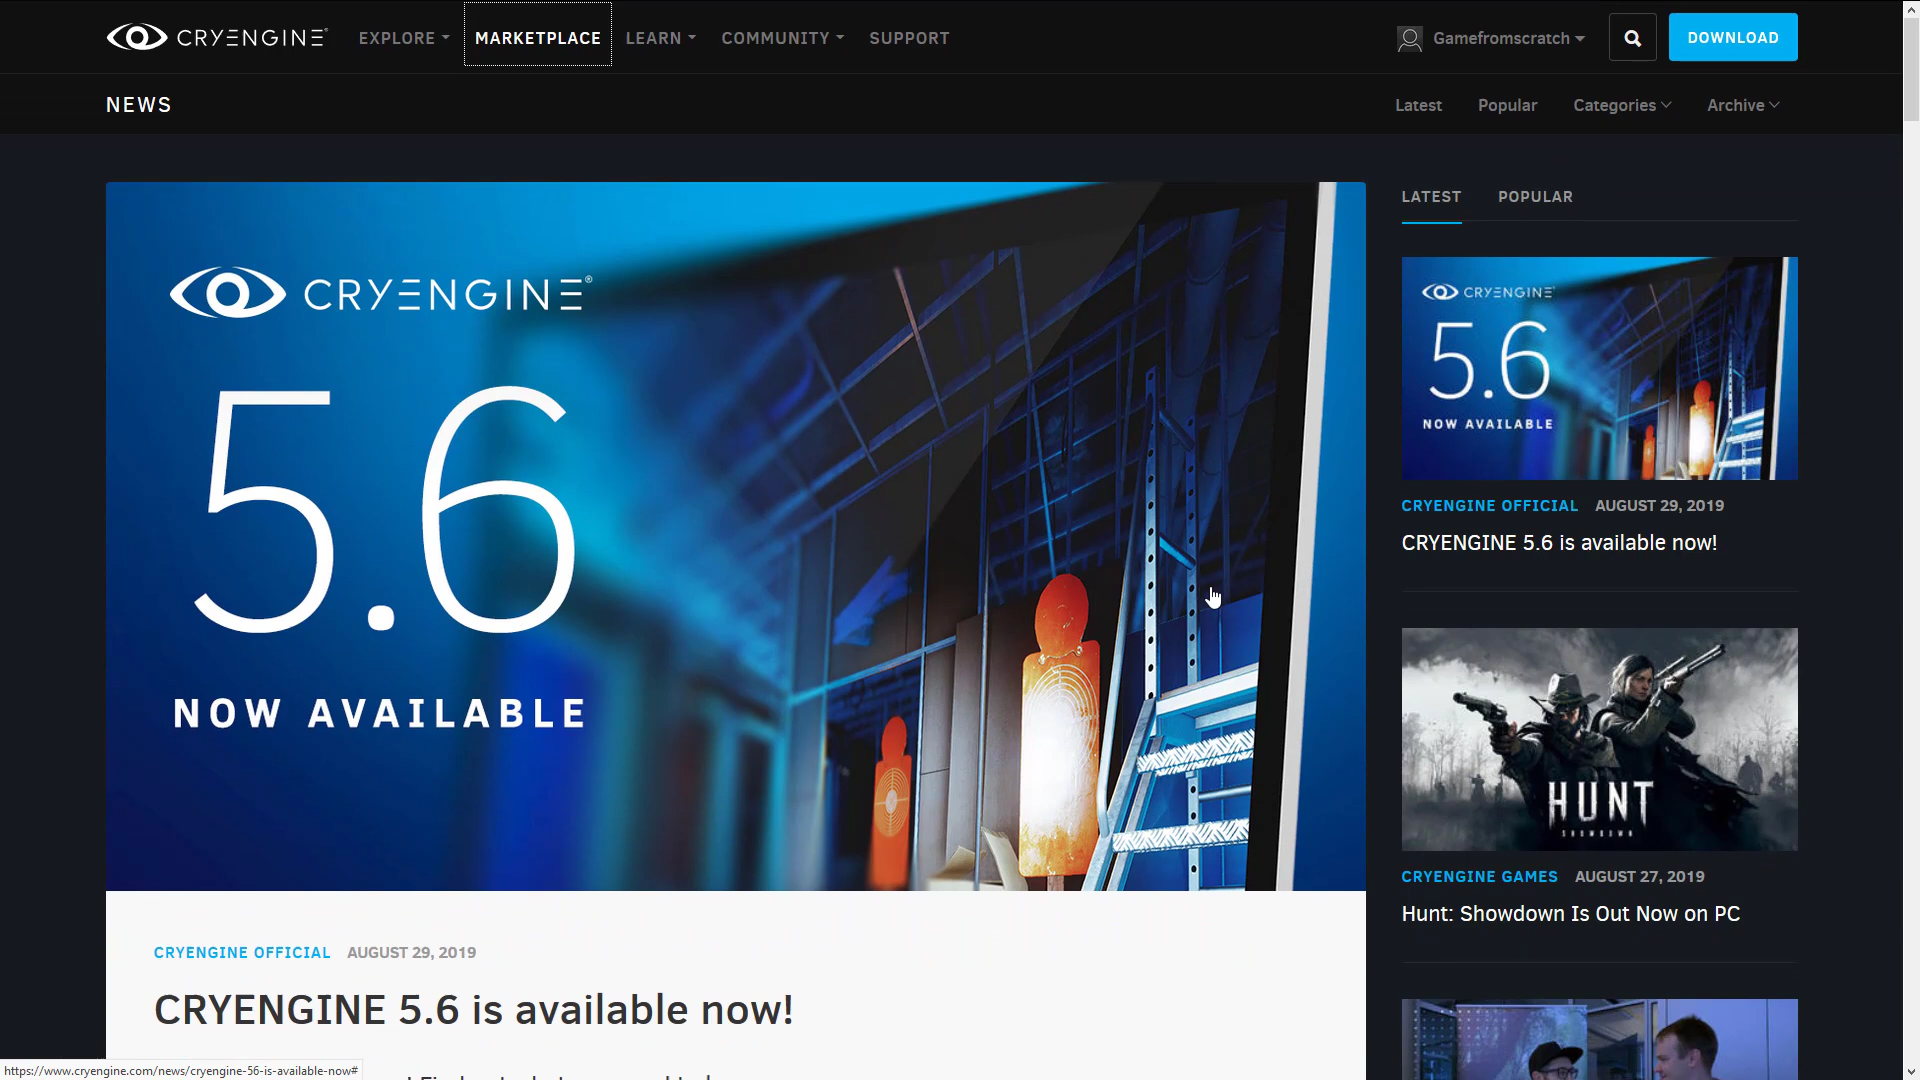 CRYENGINE®
EXPLORE
MARKETPLACE
LEARN
COMMUNITY
SUPPORT
Gamefromscratch
DOWNLOAD
NEWS
Latest
Popular
Categories
Archive
CRYENGINE®
5.6
NOW AVAILABLE
CRYENGINE OFFICIAL AUGUST 29, 2019
CRYENGINE 5.6 is available now!
LATEST
POPULAR
CRYENGINE
5.6
NOW AVAILABLE
CRYENGINE OFFICIAL AUGUST 29, 2019
CRYENGINE 5.6 is available now!
HUNT
SHOWDOWN
CRYENGINE GAMES AUGUST 27, 2019
Hunt: Showdown Is Out Now on PC
https://www.cryengine.com/news/cryengine-56-is-available-now#